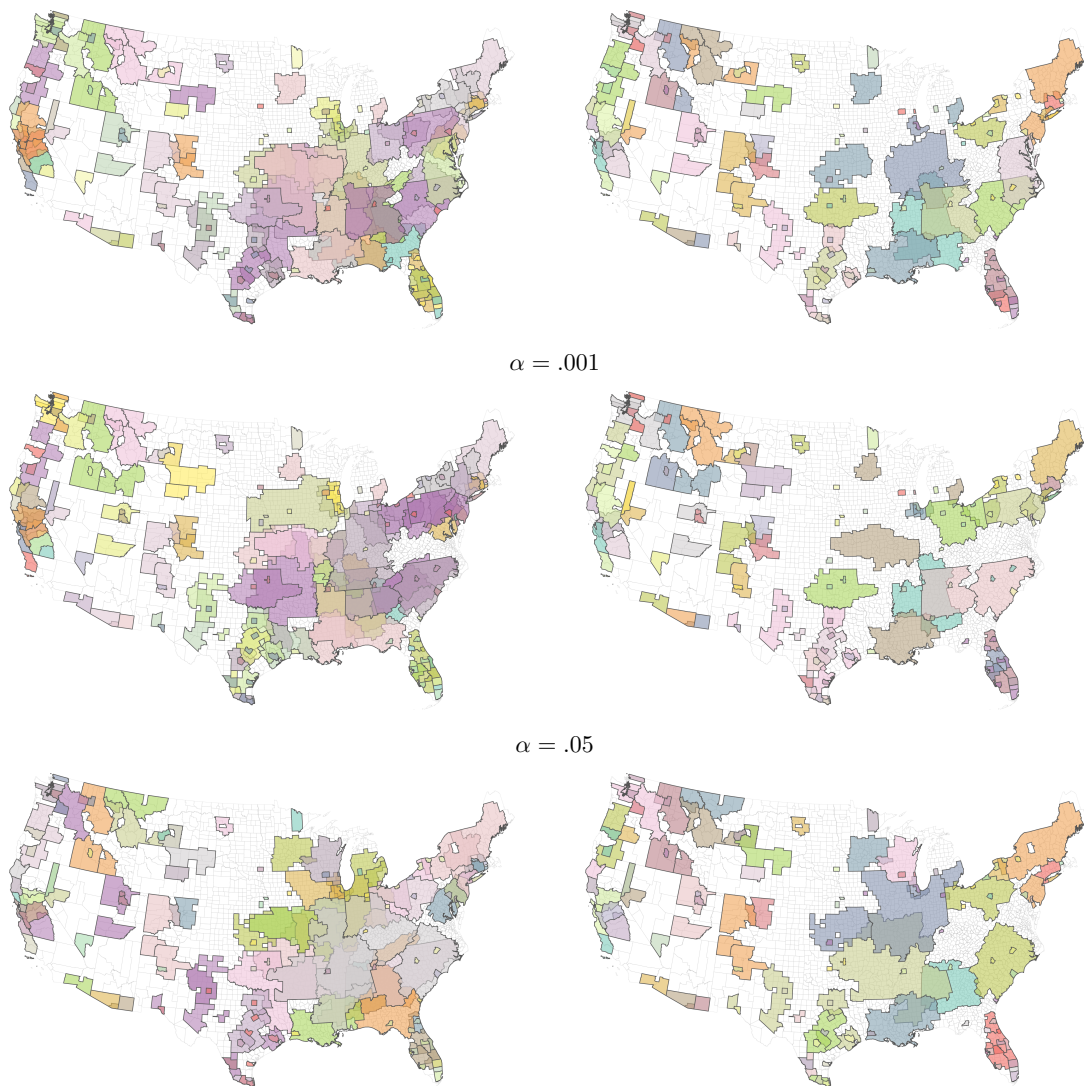 α = .001
α = .05